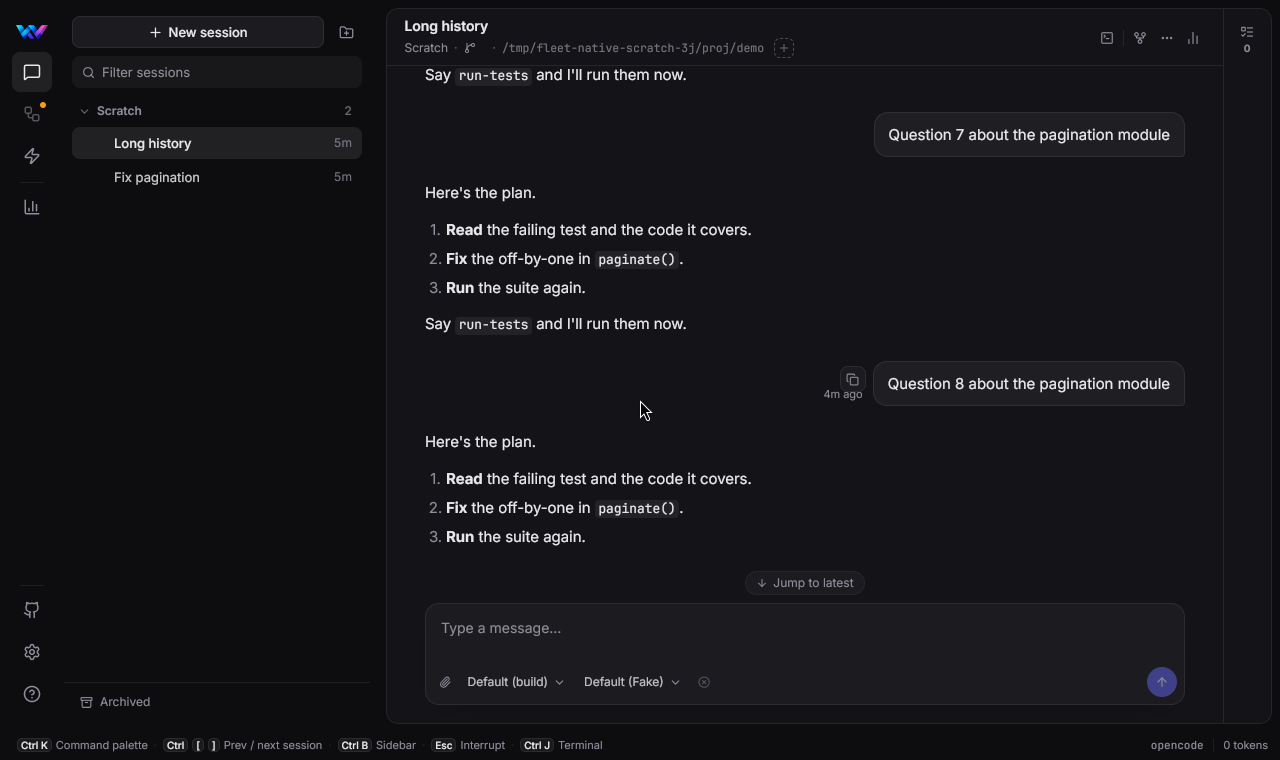 New session
Filter sessions
Scratch 2
Long history 5m
Fix pagination 5m
Archived
Long history
Scratch · · /tmp/fleet-native-scratch-3j/proj/demo
0
Say run-tests and I'll run them now.
Question 7 about the pagination module
Here's the plan.
1. Read the failing test and the code it covers.
2. Fix the off-by-one in paginate().
3. Run the suite again.
Say run-tests and I'll run them now.
4m ago
Question 8 about the pagination module
Here's the plan.
1. Read the failing test and the code it covers.
2. Fix the off-by-one in paginate().
3. Run the suite again.
Jump to latest
Type a message...
Default (build) Default (Fake)
Ctrl K Command palette · Ctrl [ ] Prev / next session · Ctrl B Sidebar · Esc Interrupt · Ctrl J Terminal opencode 0 tokens